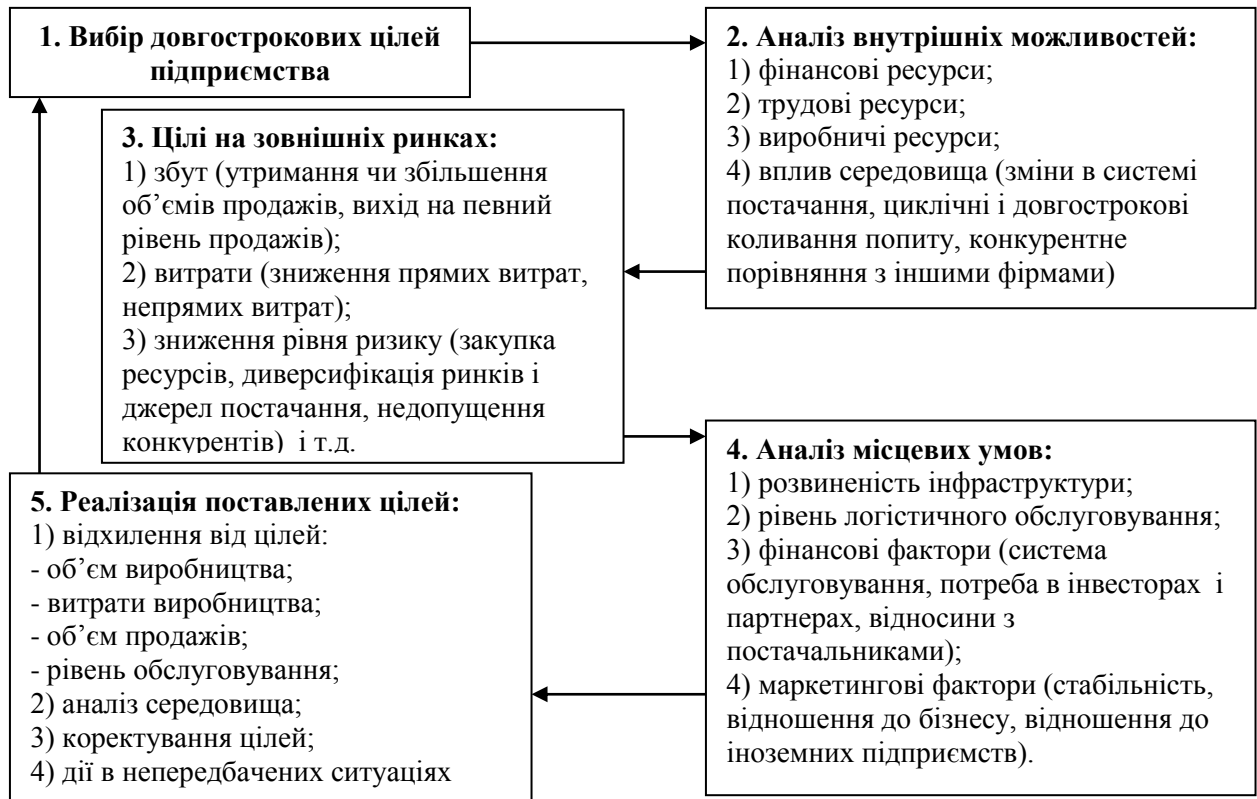 1. Вибір довгострокових цілей
підприємства
2. Аналіз внутрішніх можливостей:
1) фінансові ресурси;
2) трудові ресурси;
3) виробничі ресурси;
4) вплив середовища (зміни в системі
постачання, циклічні і довгострокові
коливання попиту, конкурентне
порівняння з іншими фірмами)
3. Цілі на зовнішніх ринках:
1) збут (утримання чи збільшення
об’ємів продажів, вихід на певний
рівень продажів);
2) витрати (зниження прямих витрат,
непрямих витрат);
3) зниження рівня ризику (закупка
ресурсів, диверсифікація ринків і
джерел постачання, недопущення
конкурентів) і т.д.
4. Аналіз місцевих умов:
1) розвиненість інфраструктури;
2) рівень логістичного обслуговування;
3) фінансові фактори (система
обслуговування, потреба в інвесторах і
партнерах, відносини з
постачальниками);
4) маркетингові фактори (стабільність,
відношення до бізнесу, відношення до
іноземних підприємств).
5. Реалізація поставлених цілей:
1) відхилення від цілей:
- об’єм виробництва;
- витрати виробництва;
- об’єм продажів;
- рівень обслуговування;
2) аналіз середовища;
3) коректування цілей;
4) дії в непередбачених ситуаціях